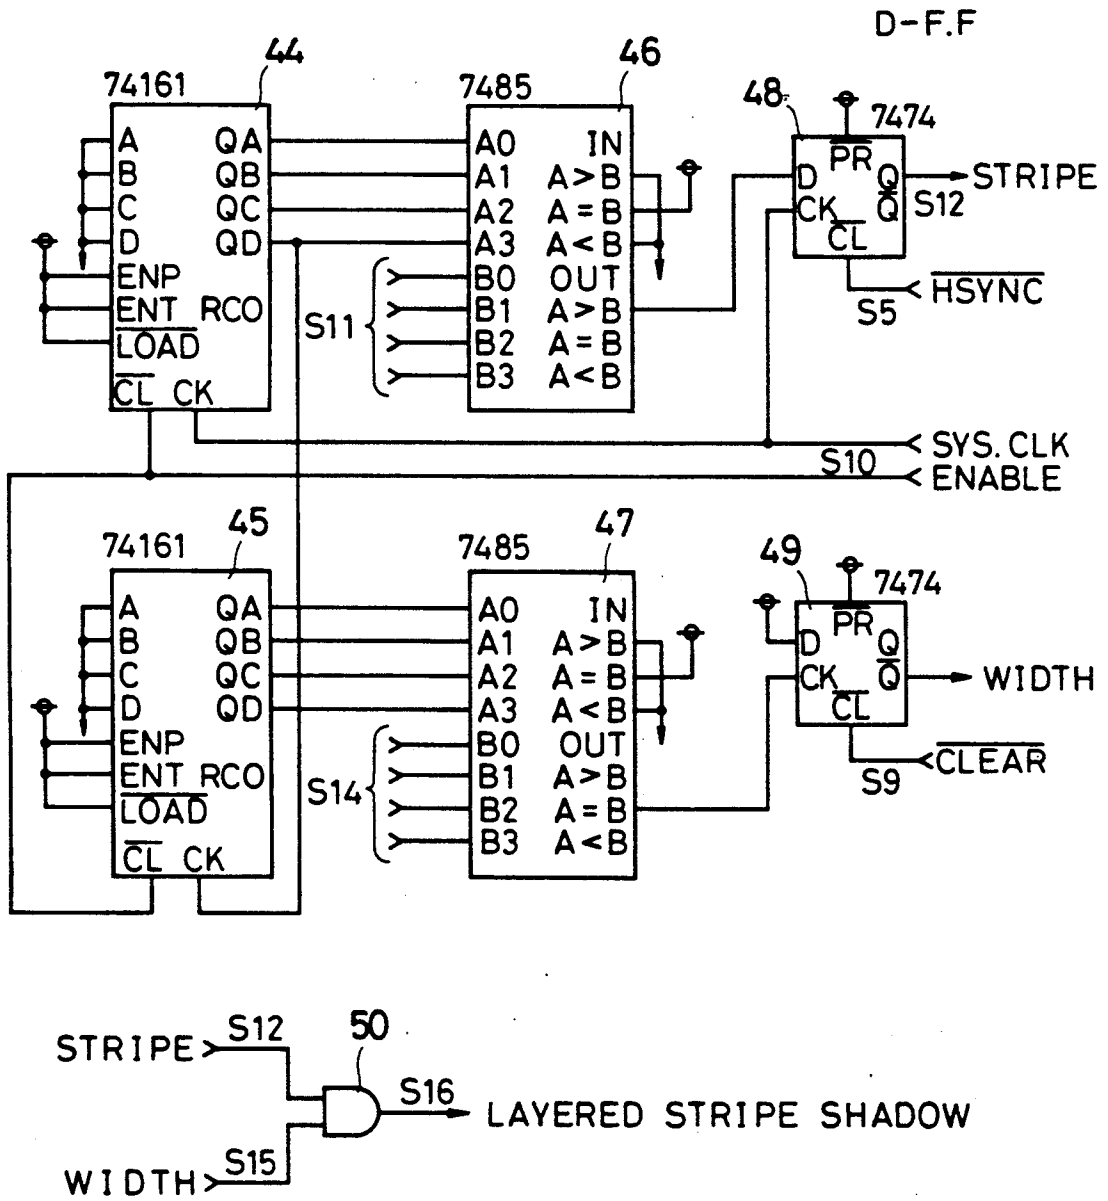 D-F.F
44
46
74161
7485
48
7474
A QA
B QB
C QC
D QD
ENP
ENT RCO
LOAD
CL CK
A0 IN
A1 A>B
A2 A=B
A3 A<B
B0 OUT
B1 A>B
B2 A=B
B3 A<B
S11
PR
D Q
CK Q
CL
STRIPE
S12
HSYNC
S5
SYS.CLK
S10
ENABLE
45
47
74161
7485
49
7474
A QA
B QB
C QC
D QD
ENP
ENT RCO
LOAD
CL CK
A0 IN
A1 A>B
A2 A=B
A3 A<B
B0 OUT
B1 A>B
B2 A=B
B3 A<B
S14
PR
D Q
CK Q
CL
WIDTH
CLEAR
S9
STRIPE
S12
50
S16
LAYERED STRIPE SHADOW
WIDTH
S15